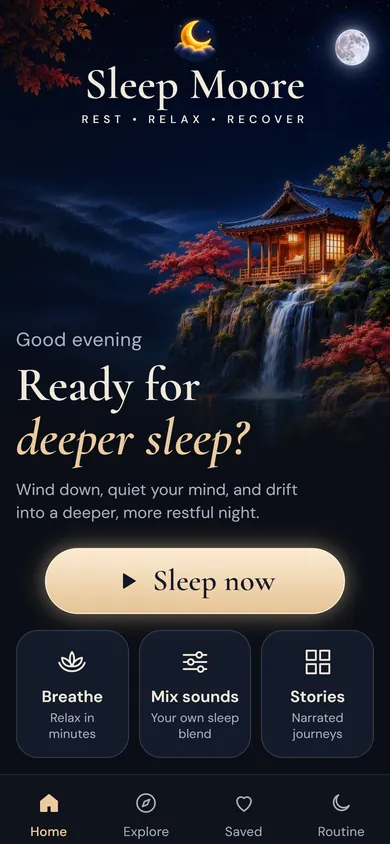 Sleep Moore
REST • RELAX • RECOVER
Good evening
Ready for
deeper sleep?
Wind down, quiet your mind, and drift
into a deeper, more restful night.
Sleep now
Breathe
Relax in
minutes
Mix sounds
Your own sleep
blend
Stories
Narrated
journeys
Home
Explore
Saved
Routine